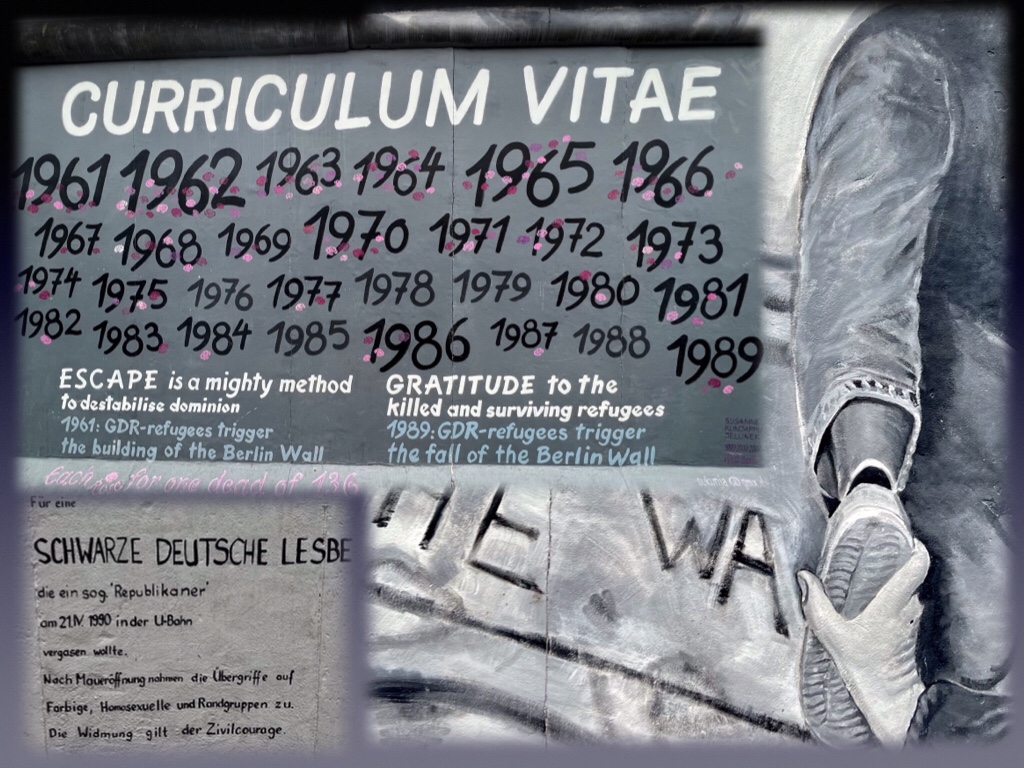 CURRICULUM VITAE
1961 1962 1963 1964 1965 1966
1967 1968 1969 1970 1971 1972 1973
1974 1975 1976 1977 1978 1979 1980 1981
1982 1983 1984 1985 1986 1987 1988 1989
ESCAPE is a mighty method
to destabilise dominion
1961: GDR-refugees trigger
the building of the Berlin Wall
GRATITUDE to the
killed and surviving refugees
1989: GDR-refugees trigger
the fall of the Berlin Wall
Each rose for one dead of 136
Für eine
SCHWARZE DEUTSCHE LESBE
die ein sog. 'Republikaner'
am 21.IV 1990 in der U-Bahn
vergasen wollte.
Nach Maueröffnung nahmen die Übergriffe auf
Farbige, Homosexuelle und Randgruppen zu.
Die Widmung gilt der Zivilcourage.
HE WA